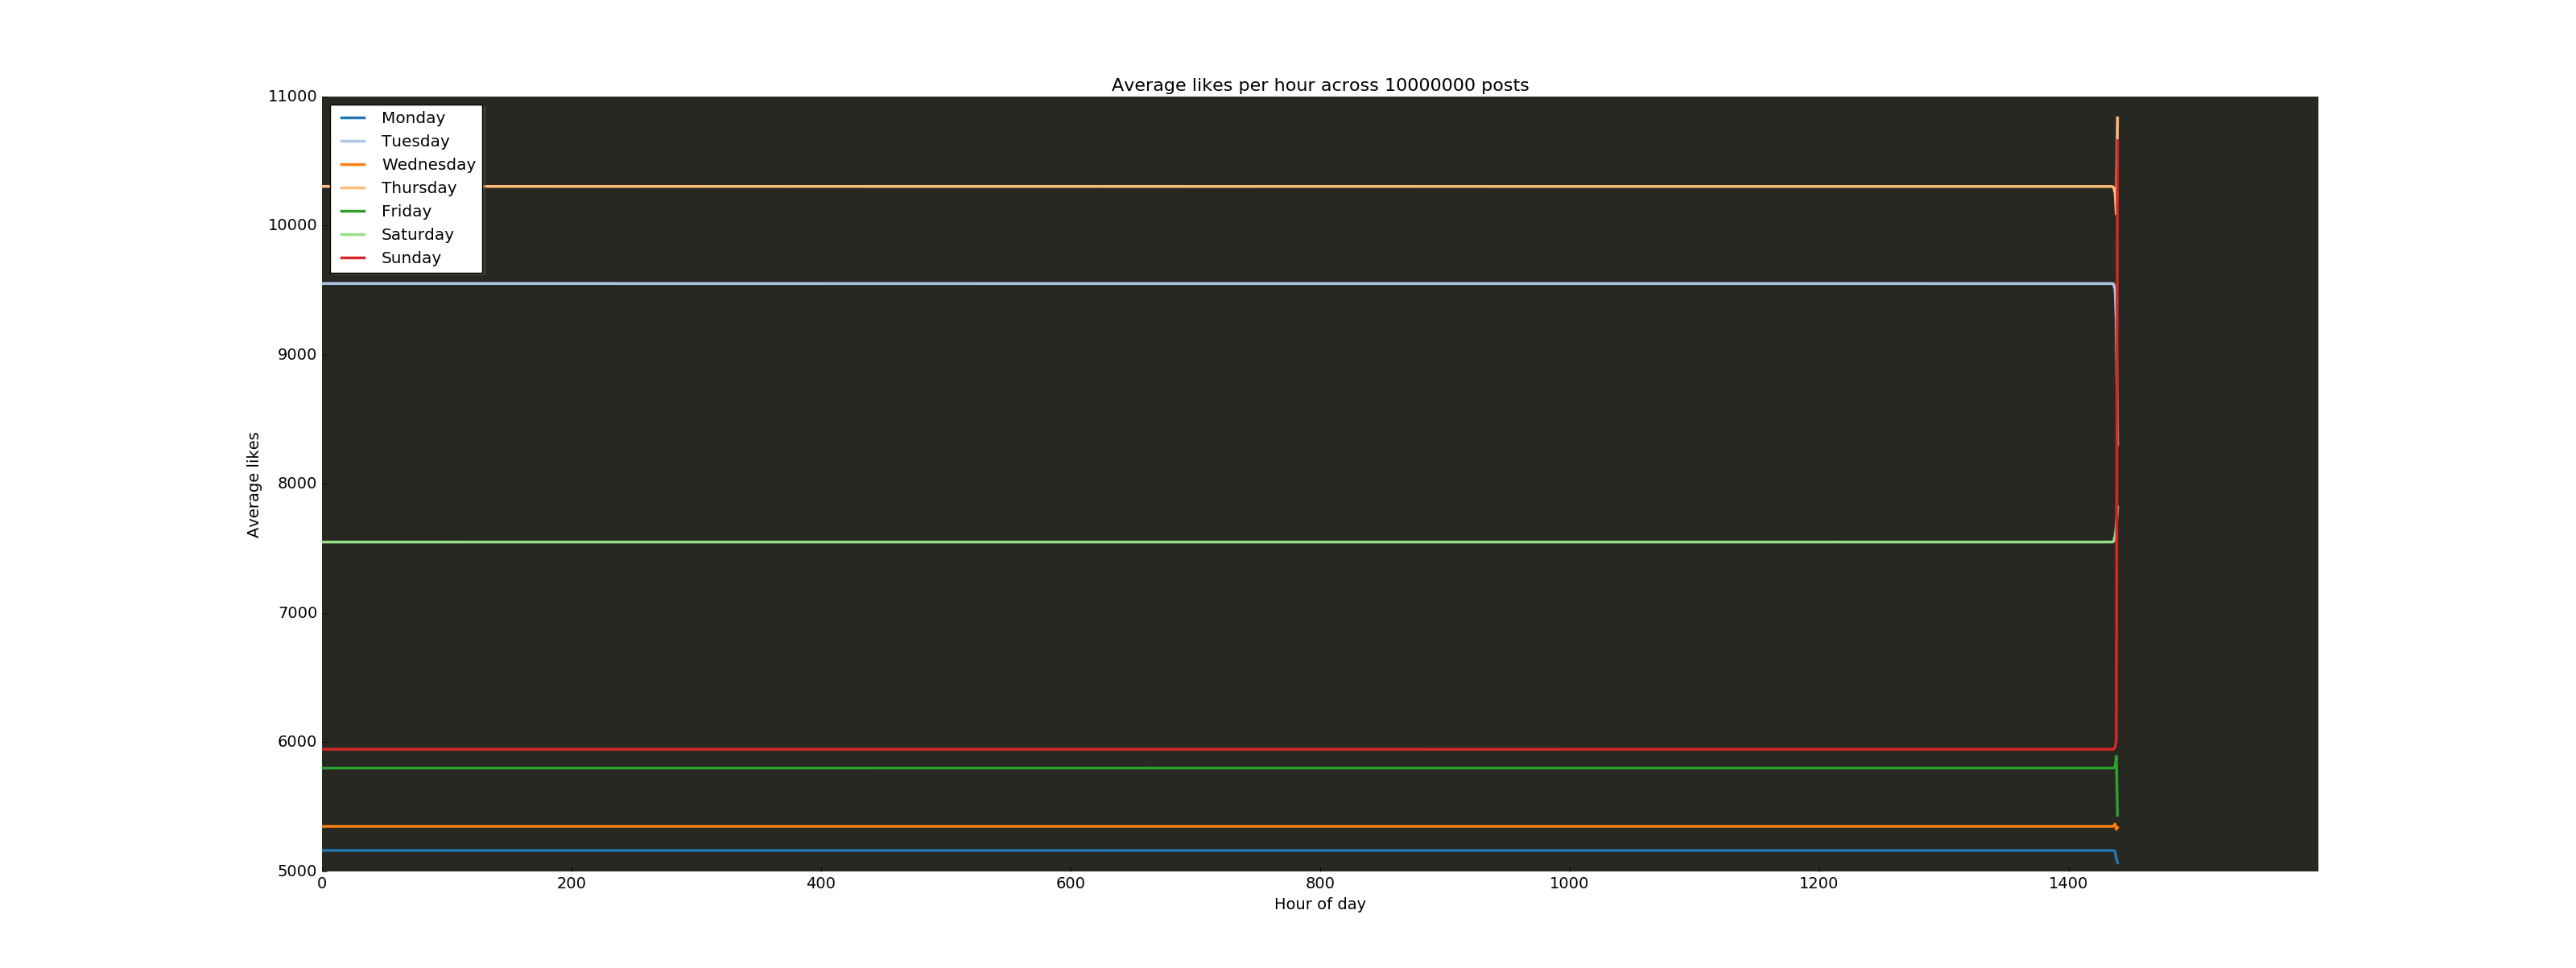 Average likes per hour across 10000000 posts
11000
10000
9000
8000
7000
6000
5000
Average likes
Monday
Tuesday
Wednesday
Thursday
Friday
Saturday
Sunday
0 200 400 600 800 1000 1200 1400
Hour of day